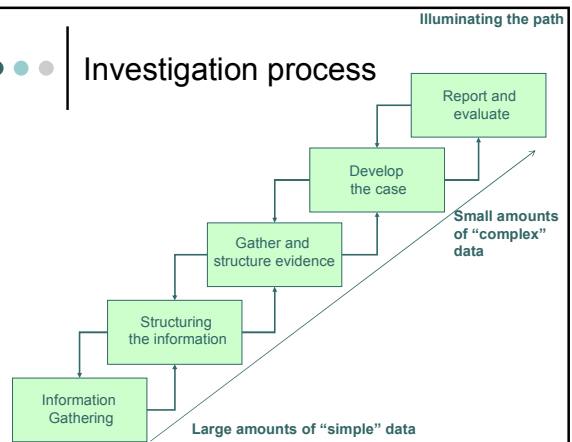 Illuminating the path
Investigation process
Report and
evaluate
Develop
the case
Small amounts
of “complex”
data
Gather and
structure evidence
Structuring
the information
Information
Gathering
Large amounts of “simple” data